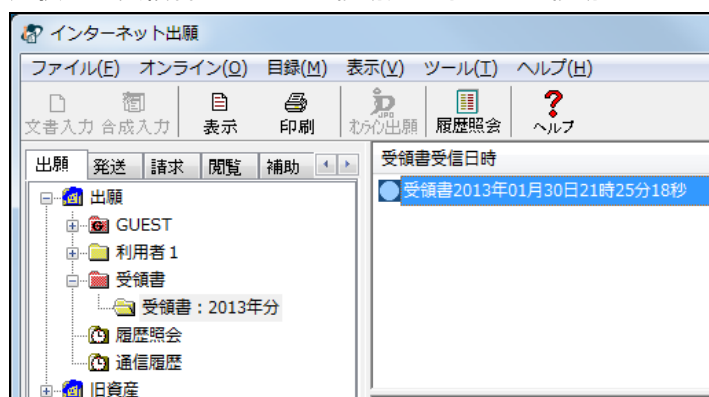 インターネット出願
ファイル(F) オンライン(O) 目録(M) 表示(V) ツール(T) ヘルプ(H)
文書入力 合成入力 表示 印刷 オンライン出願 履歴照会 ヘルプ
出願 発送 請求 閲覧 補助
受領書受信日時
受領書2013年01月30日21時25分18秒
出願
GUEST
利用者1
受領書
受領書：2013年分
履歴照会
通信履歴
旧資産